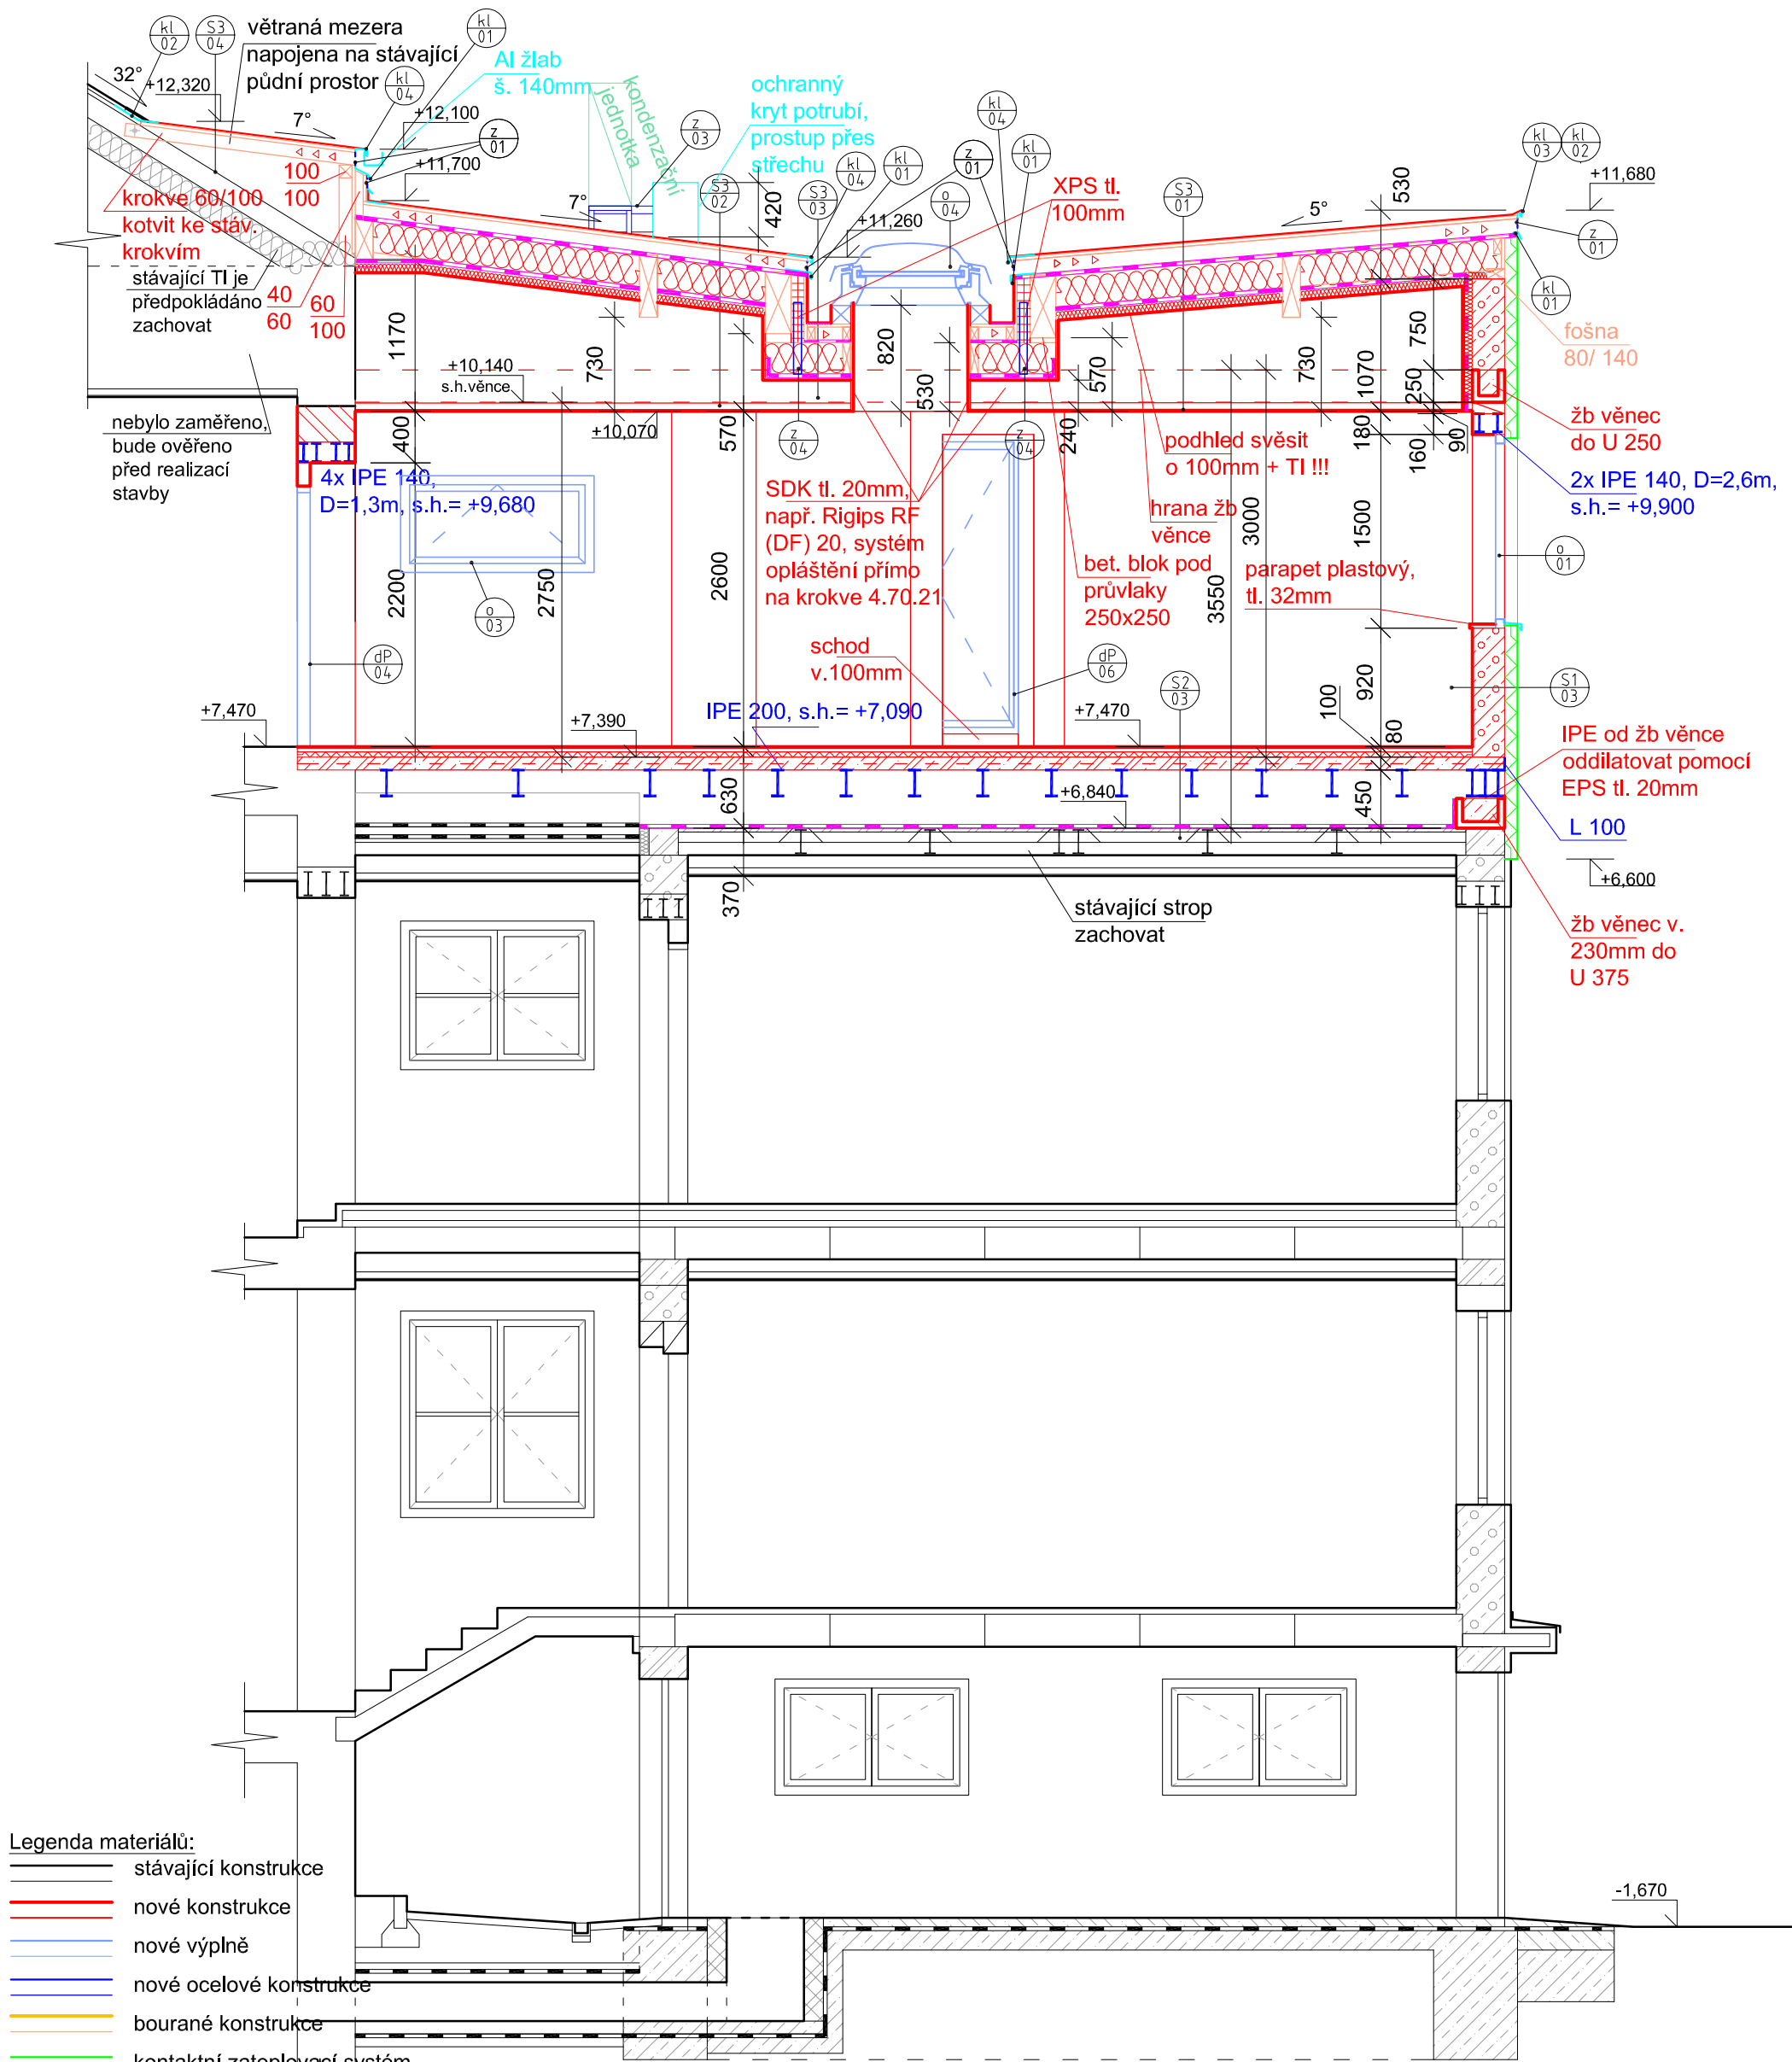 kl
02
S3
04
větraná mezera
napojena na stávající
půdní prostor
kl
01
kl
04
Al žlab
š. 140mm
kondenzační
jednotka
ochranný
kryt potrubí,
prostup přes
střechu
z
03
kl
04
kl
03
kl
02
32°
+12,320
7°
+12,100
z
01
+11,700
100
100
krokve 60/100
kotvit ke stáv.
krokvím
stávající TI je
předpokládáno
zachovat
40
60
60
100
7°
S3
02
420
S3
03
kl
04
kl
01
+11,260
z
01
o
04
kl
01
XPS tl.
100mm
S3
01
5°
530
+11,680
z
01
kl
01
fošna
80/ 140
1170
730
820
530
570
730
1070
750
250
+10,140
s.h.věnce
nebylo zaměřeno,
bude ověřeno
před realizací
stavby
400
+10,070
570
z
04
z
04
240
180
160
90
žb věnec
do U 250
podhled svěsit
o 100mm + TI !!!
4x IPE 140,
D=1,3m, s.h.= +9,680
2x IPE 140, D=2,6m,
s.h.= +9,900
SDK tl. 20mm,
např. Rigips RF
(DF) 20, systém
opláštění přímo
na krokve 4.70.21
hrana žb
věnce
bet. blok pod
průvlaky
250x250
parapet plastový,
tl. 32mm
o
01
2200
2750
2600
3550
3000
1500
o
03
schod
v.100mm
dP
04
dP
06
S2
03
S1
03
920
100
80
+7,470
+7,390
IPE 200, s.h.= +7,090
+7,470
IPE od žb věnce
oddilatovat pomocí
EPS tl. 20mm
630
+6,840
450
L 100
+6,600
370
stávající strop
zachovat
žb věnec v.
230mm do
U 375
-1,670
Legenda materiálů:
stávající konstrukce
nové konstrukce
nové výplně
nové ocelové konstrukce
bourané konstrukce
kontaktní zateplovací systém